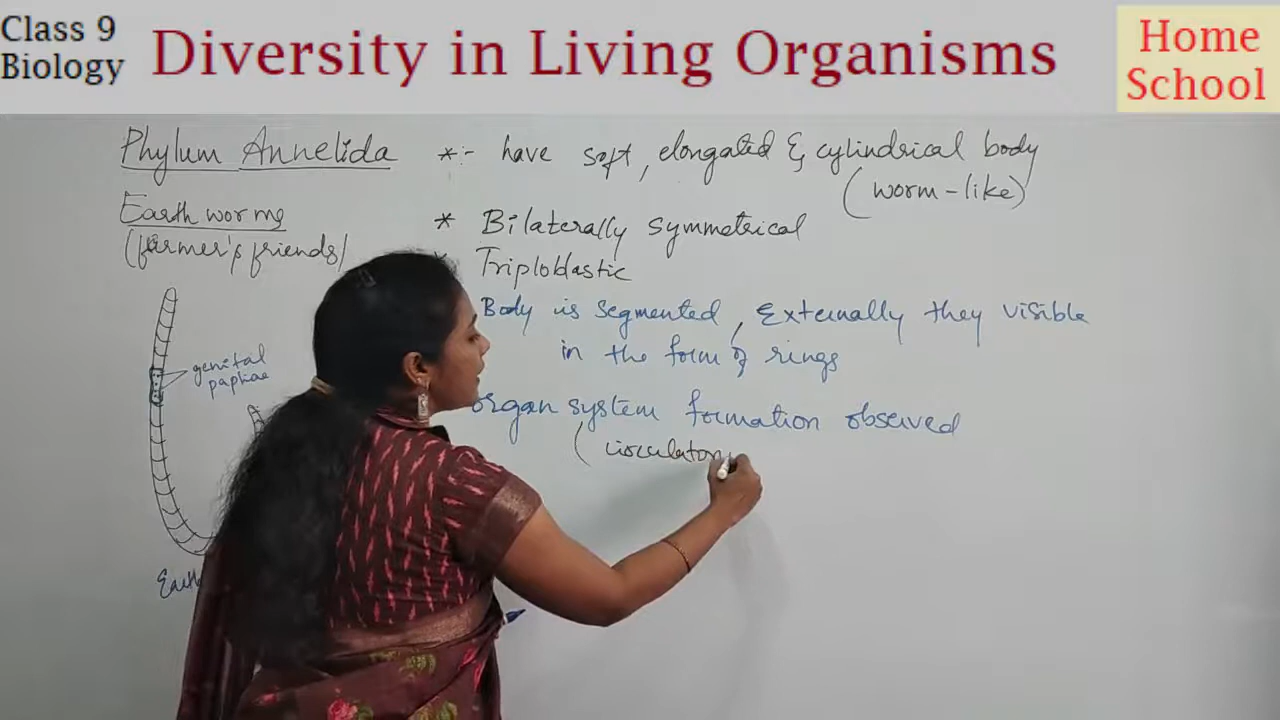 Class 9
Biology
Diversity in Living Organisms
Home
School
Phylum Annelida
*:- have soft, elongated & cylindrical body
(worm-like)
Earth worms
(farmer's friends)
* Bilaterally symmetrical
* Triploblastic
Body is segmented, Externally they visible
in the form of rings
genital
paphae
organ system formation observed
(circulator